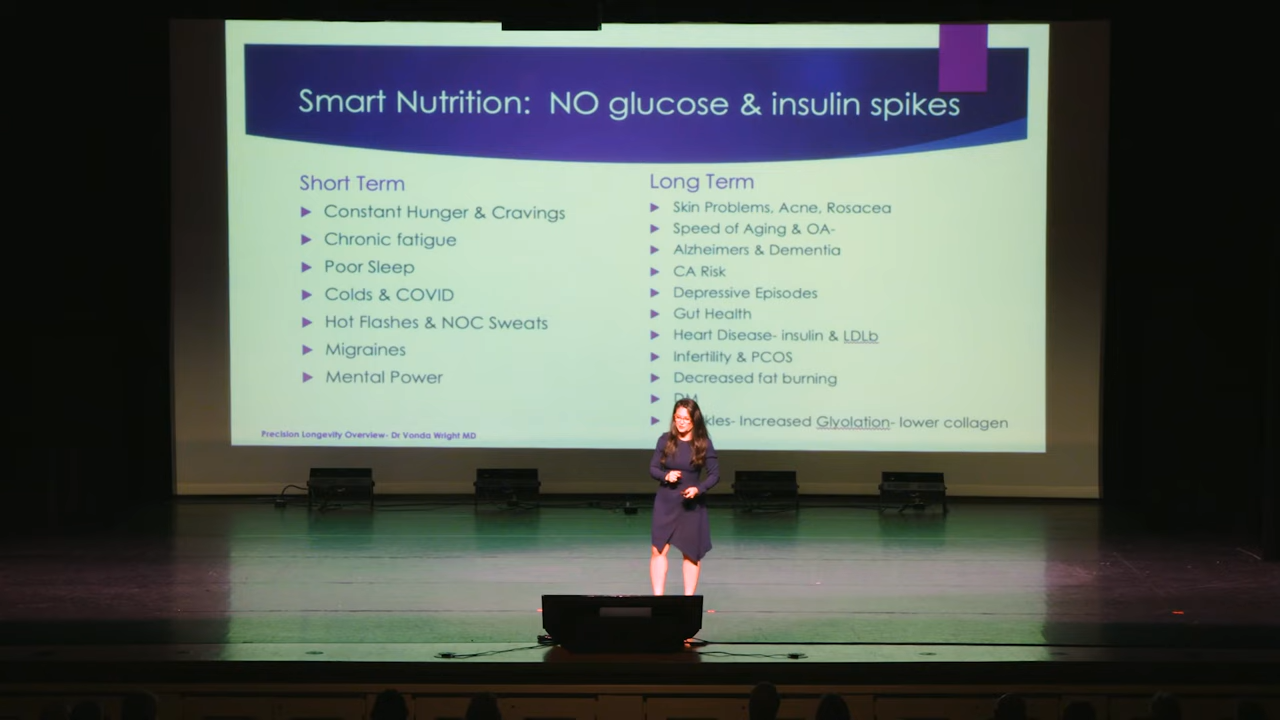 Smart Nutrition: NO glucose & insulin spikes
Short Term
Constant Hunger & Cravings
Chronic fatigue
Poor Sleep
Colds & COVID
Hot Flashes & NOC Sweats
Migraines
Mental Power
Long Term
Skin Problems, Acne, Rosacea
Speed of Aging & OA-
Alzheimers & Dementia
CA Risk
Depressive Episodes
Gut Health
Heart Disease- insulin & LDLb
Infertility & PCOS
Decreased fat burning
DM
Increased Glyolation- lower collagen
Precision Longevity Overview- Dr Vonda Wright MD